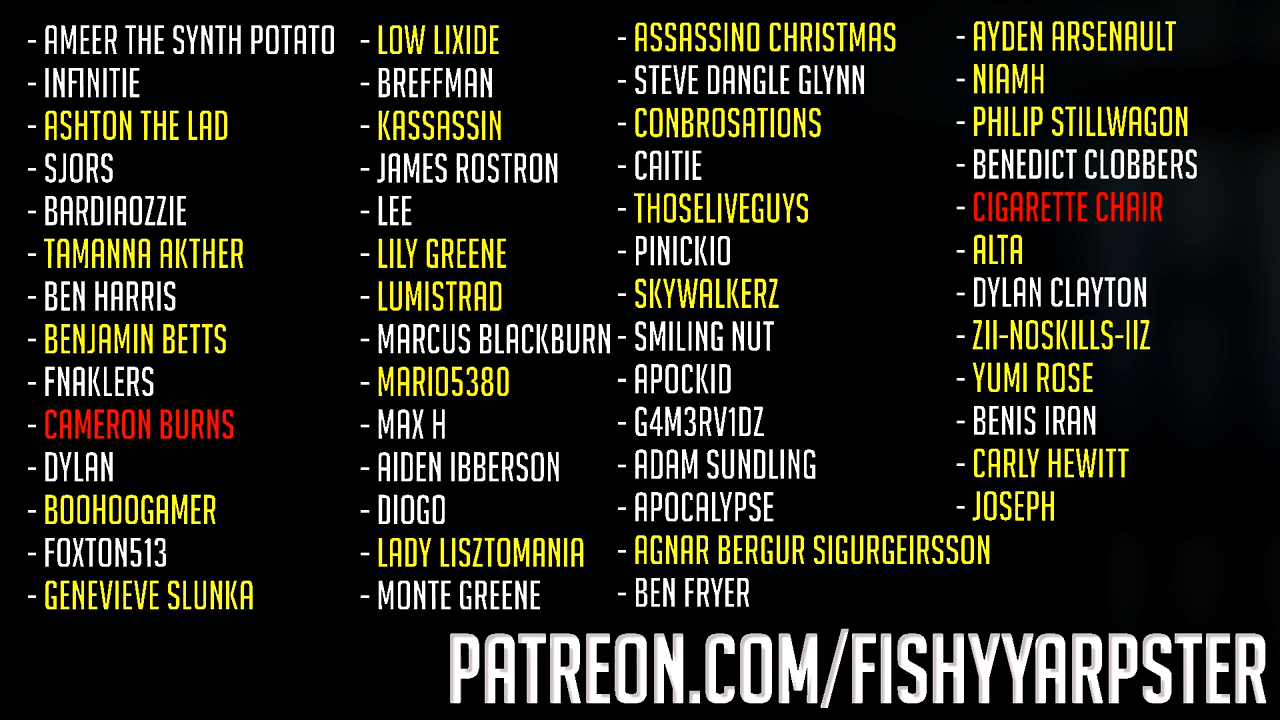 - AMEER THE SYNTH POTATO
- INFINITIE
- ASHTON THE LAD
- SJORS
- BARDIAOZZIE
- TAMANNA AKTHER
- BEN HARRIS
- BENJAMIN BETTS
- FNAKLERS
- CAMERON BURNS
- DYLAN
- BOOHOOGAMER
- FOXTON513
- GENEVIEVE SLUNKA
- LOW LIXIDE
- BREFFMAN
- KASSASSIN
- JAMES ROSTRON
- LEE
- LILY GREENE
- LUMISTRAD
- MARCUS BLACKBURN
- MARIO5380
- MAX H
- AIDEN IBBERSON
- DIOGO
- LADY LISZTOMANIA
- MONTE GREENE
- ASSASSINO CHRISTMAS
- STEVE DANGLE GLYNN
- CONBROSATIONS
- CAITIE
- THOSELIVEGUYS
- PINICKIO
- SKYWALKERZ
- SMILING NUT
- APOCKID
- G4M3RV1DZ
- ADAM SUNDLING
- APOCALYPSE
- AGNAR BERGUR SIGURGEIRSSON
- BEN FRYER
- AYDEN ARSENAULT
- NIAMH
- PHILIP STILLWAGON
- BENEDICT CLOBBERS
- CIGARETTE CHAIR
- ALTA
- DYLAN CLAYTON
- ZII-NOSKILLS-IIZ
- YUMI ROSE
- BENIS IRAN
- CARLY HEWITT
- JOSEPH
PATREON.COM/FISHYYARPSTER